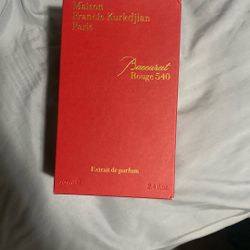 Maison
Francis Kurkdjian
Paris
Baccarat
Rouge 540
Extrait de parfum